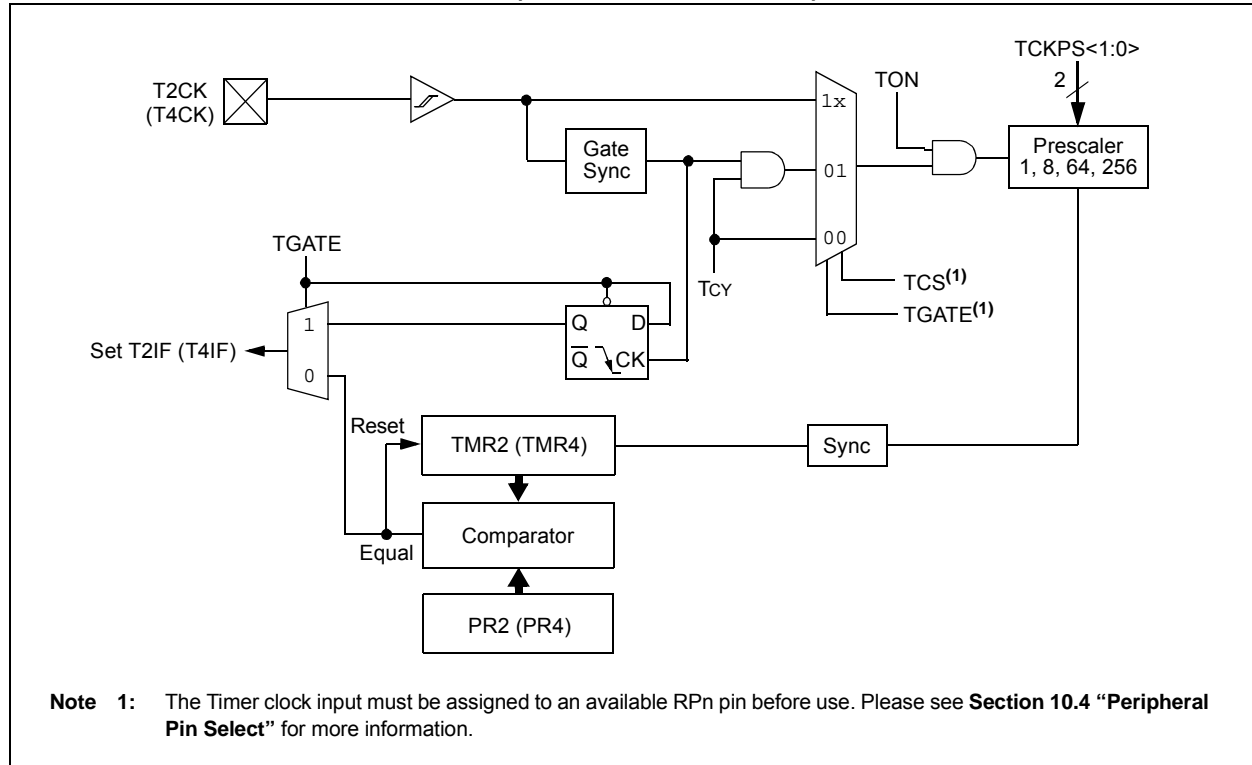 TCKPS<1:0>
2
T2CK
(T4CK)
TON
1x
Gate
Sync
Prescaler
1, 8, 64, 256
01
00
TGATE
TCY
TCS(1)
TGATE(1)
1
Q D
Q CK
Set T2IF (T4IF)
0
Reset
TMR2 (TMR4)
Sync
Equal
Comparator
PR2 (PR4)
Note 1: The Timer clock input must be assigned to an available RPn pin before use. Please see Section 10.4 “Peripheral
Pin Select” for more information.